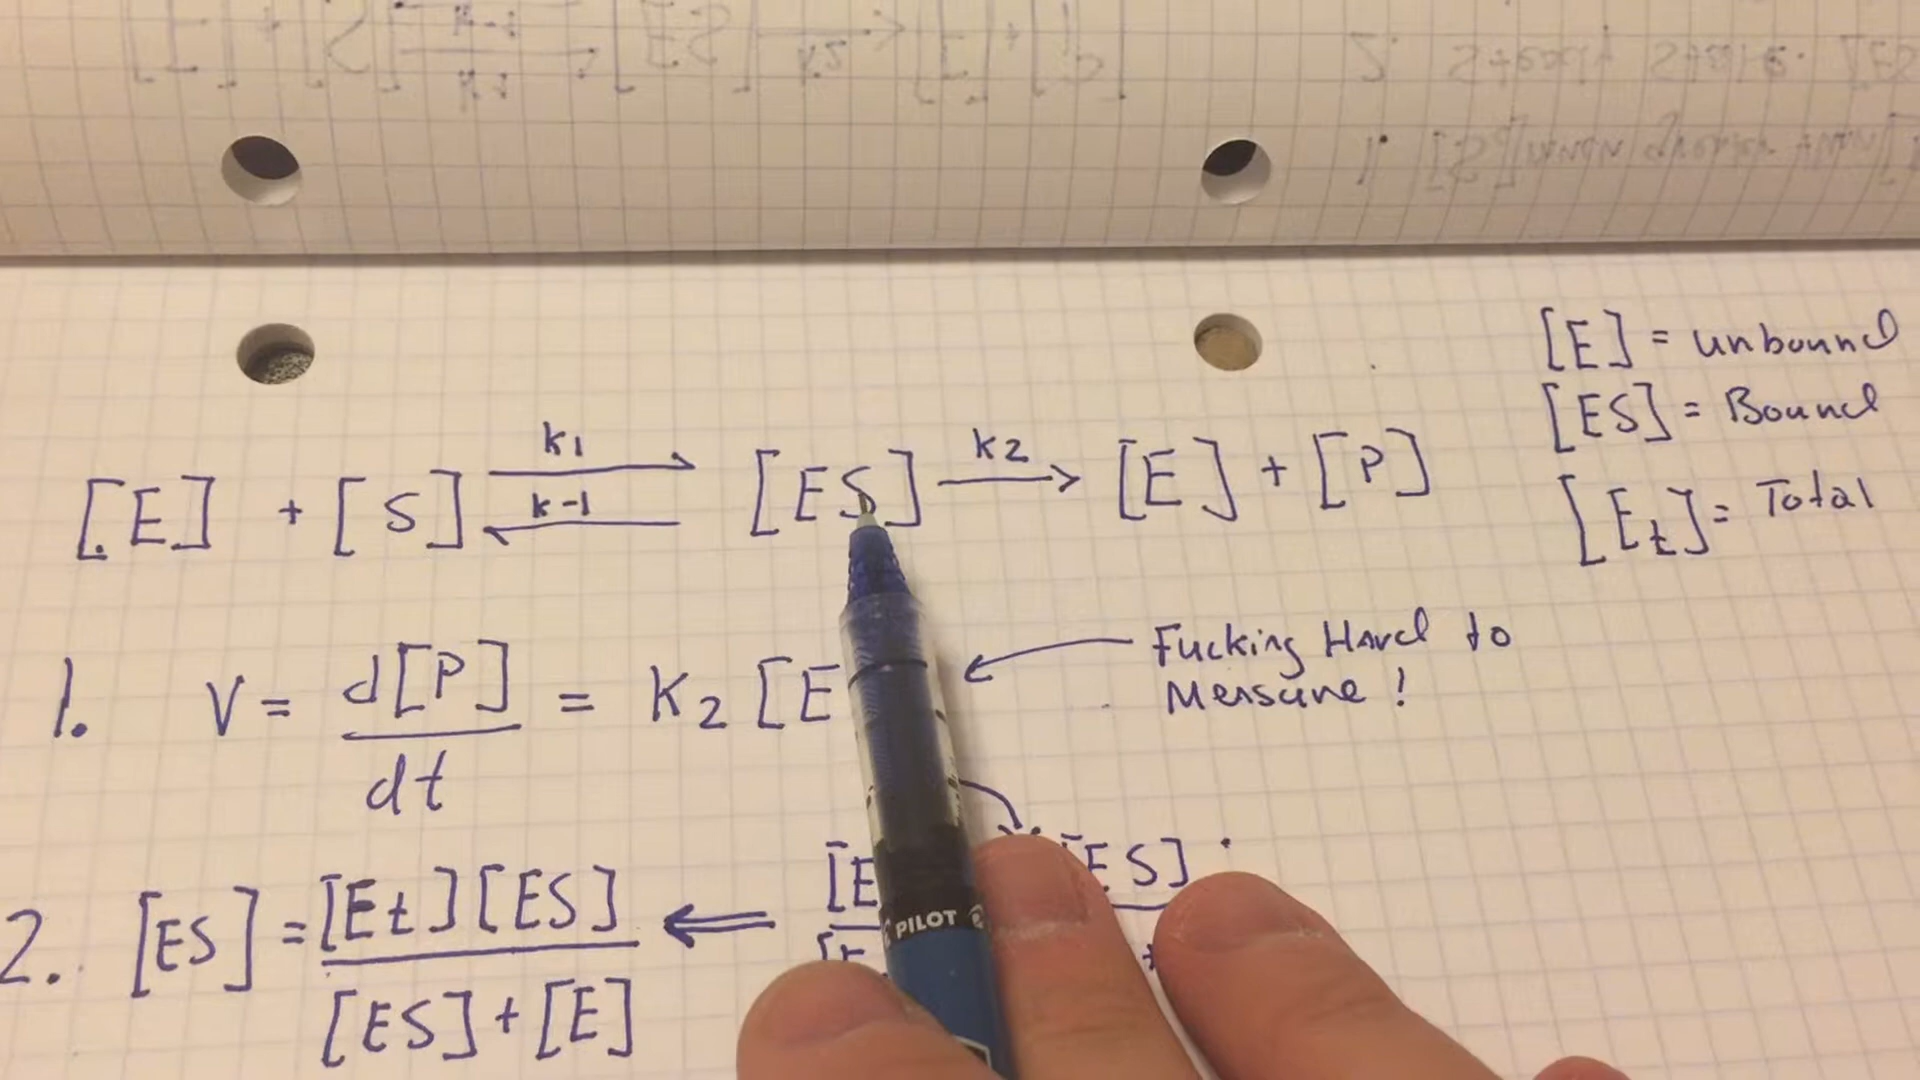 [E] = unbound
[ES] = Bound
[Et] = Total
[E] + [S] k1 k-1 [ES] k2 [E] + [P]
1. V = d[P] / dt = K2 [E
Fucking Hard to
Measure !
2. [ES] = [Et][ES] / [ES] + [E]
[E
ES]
PILOT